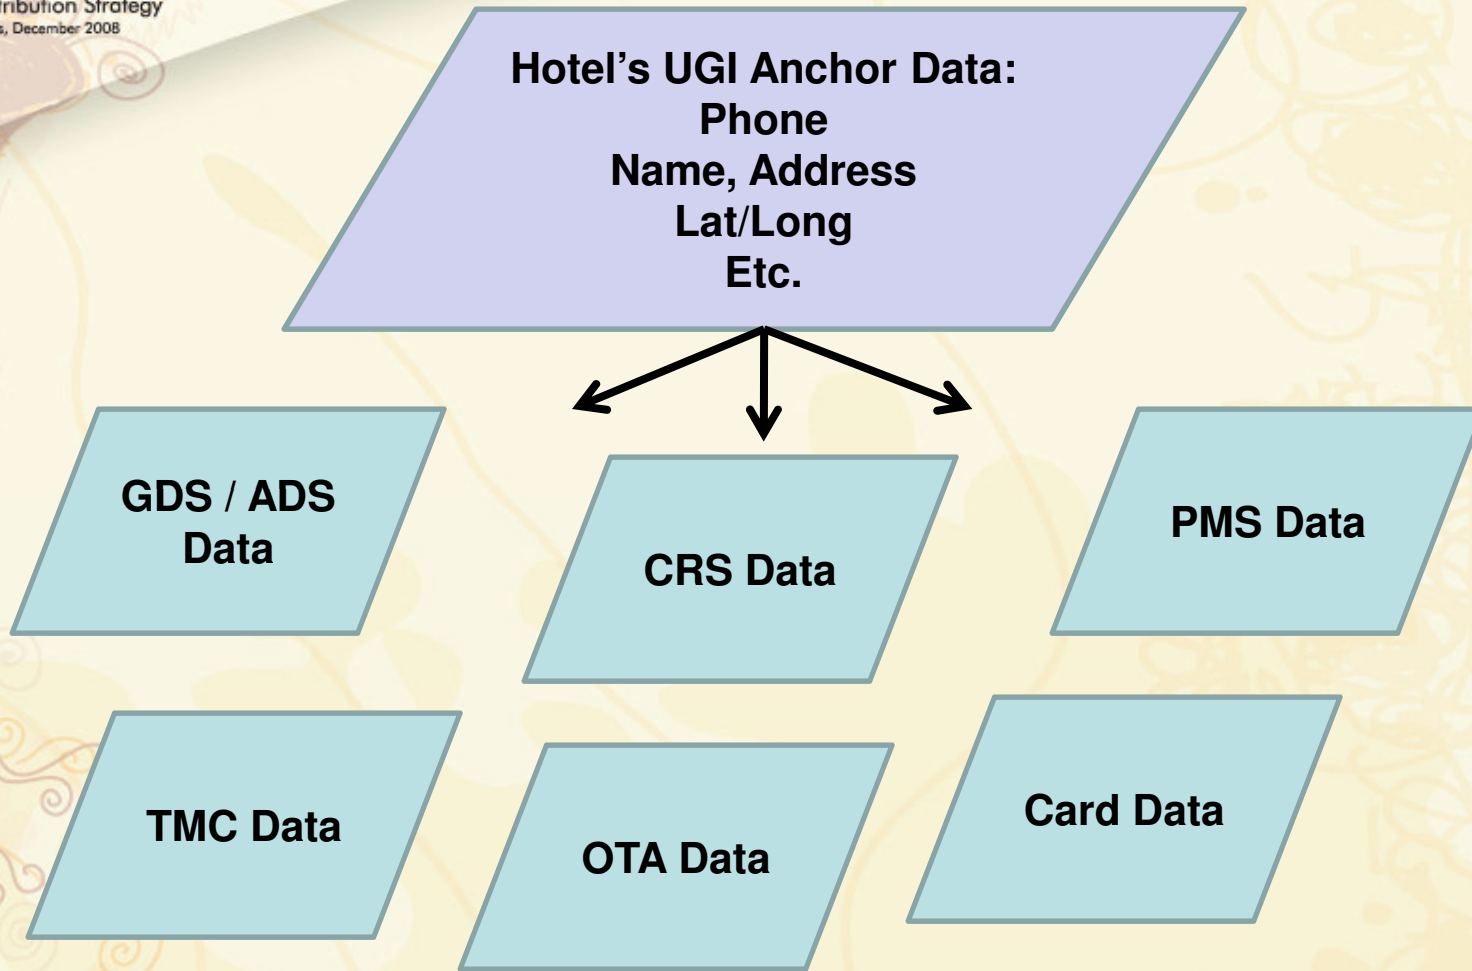 Strategy
December 2008
Hotel's UGI Anchor Data:
Phone
Name, Address
Lat/Long
Etc.
GDS / ADS
Data
CRS Data
PMS Data
TMC Data
OTA Data
Card Data